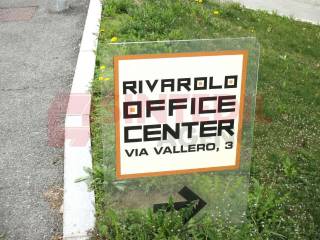 RIVAROLO
OFFICE
CENTER
VIA VALLERO, 3